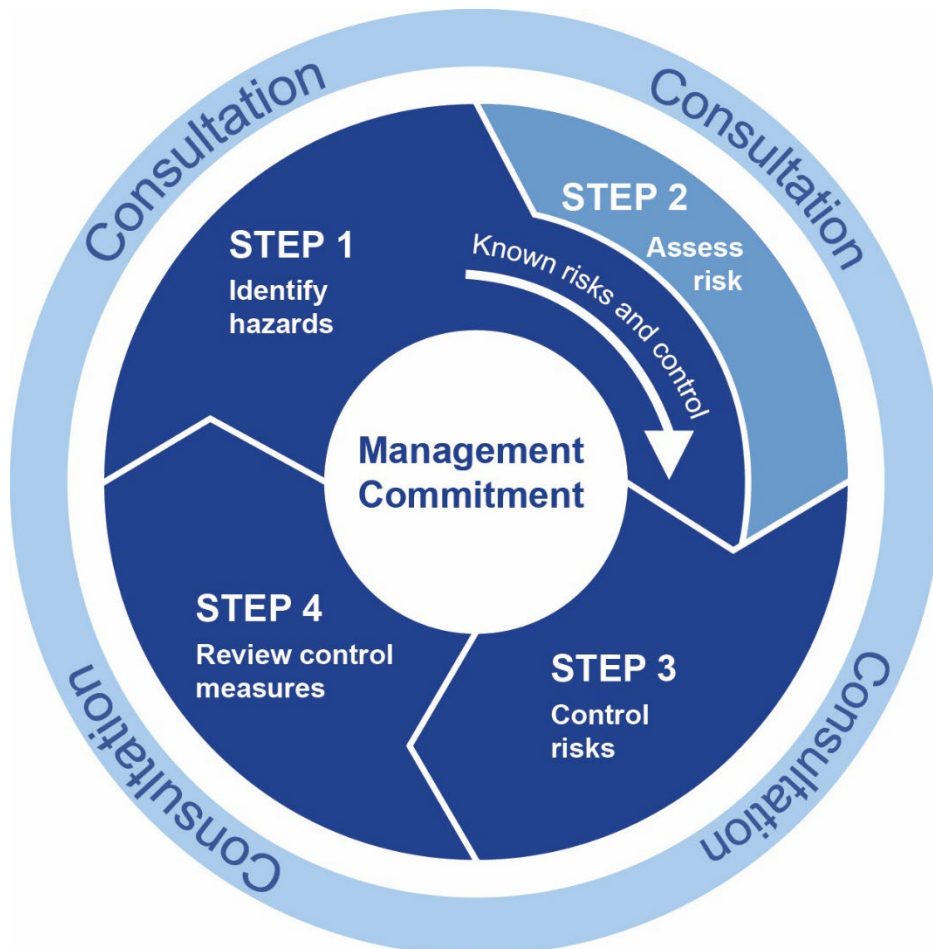 Consultation
Consultation
STEP 1
Identify
hazards
STEP 2
Assess
risk
Known risks and control
Management
Commitment
STEP 4
Review control
measures
STEP 3
Control
risks
Consultation
Consultation